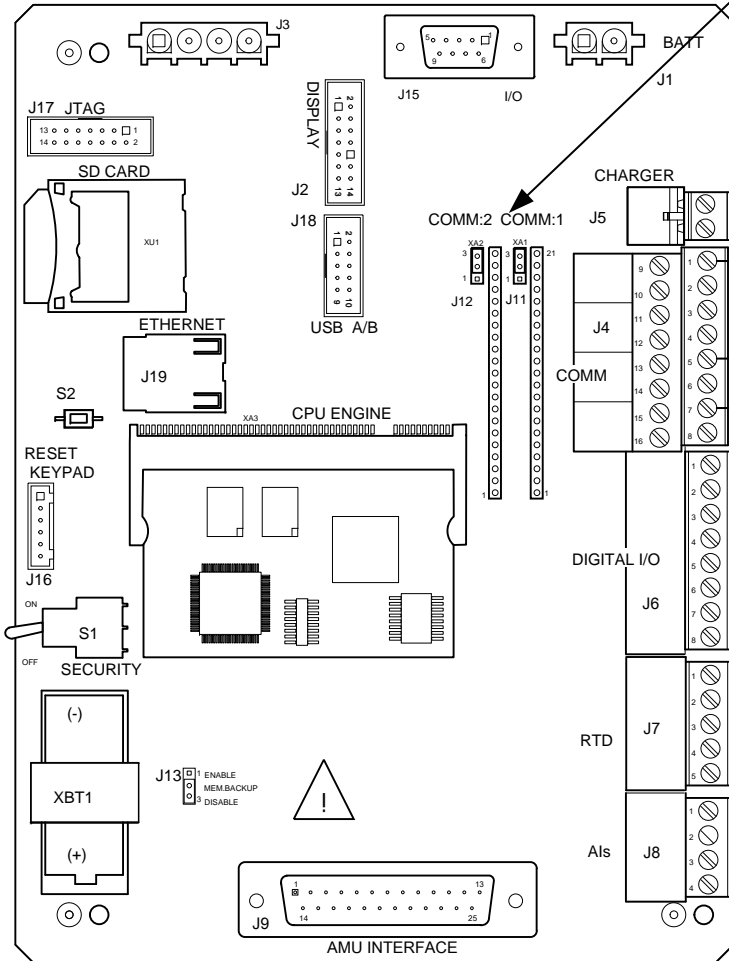 J3
5 1
9 6
J15 I/O
BATT
J1
J17 JTAG
13 1
14 2
DISPLAY
1 2
13 14
J2
SD CARD
XU1
J18
1 2
9 10
USB A/B
CHARGER
J5
COMM:2 COMM:1
XA2 XA1
3 3 21
1 1
J12 J11
1 1
9
10
11
12
13
14
15
16
J4
COMM
1
2
3
4
5
6
7
8
ETHERNET
J19
S2
RESET
XA3
CPU ENGINE
KEYPAD
J16
DIGITAL I/O
J6
1
2
3
4
5
6
7
8
ON
S1
OFF
SECURITY
RTD
J7
1
2
3
4
5
(-)
XBT1
(+)
J13
1 ENABLE
MEM.BACKUP
3 DISABLE
!
AIs
J8
1
2
3
4
1 13
14 25
J9
AMU INTERFACE